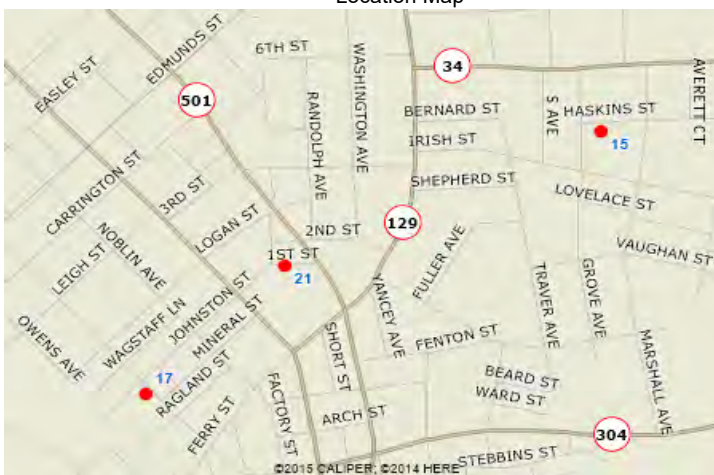 Location Map
6TH ST
EDMUNDS ST
EASLEY ST
501
WASHINGTON AVE
34
AVERETT CT
RANDOLPH AVE
BERNARD ST
S AVE
HASKINS ST
15
IRISH ST
SHEPHERD ST
LOVELACE ST
CARRINGTON ST
3RD ST
LOGAN ST
2ND ST
129
VAUGHAN ST
NOBLIN AVE
LEIGH ST
1ST ST
21
FULLER AVE
YANCEY AVE
TRAVER AVE
GROVE AVE
OWENS AVE
WAGSTAFF LN
JOHNSTON ST
MINERAL ST
SHORT ST
FENTON ST
MARSHALL AVE
17
RAGLAND ST
FERRY ST
FACTORY ST
BEARD ST
WARD ST
ARCH ST
304
STEBBINS ST
©2015 CALIPER; ©2014 HERE